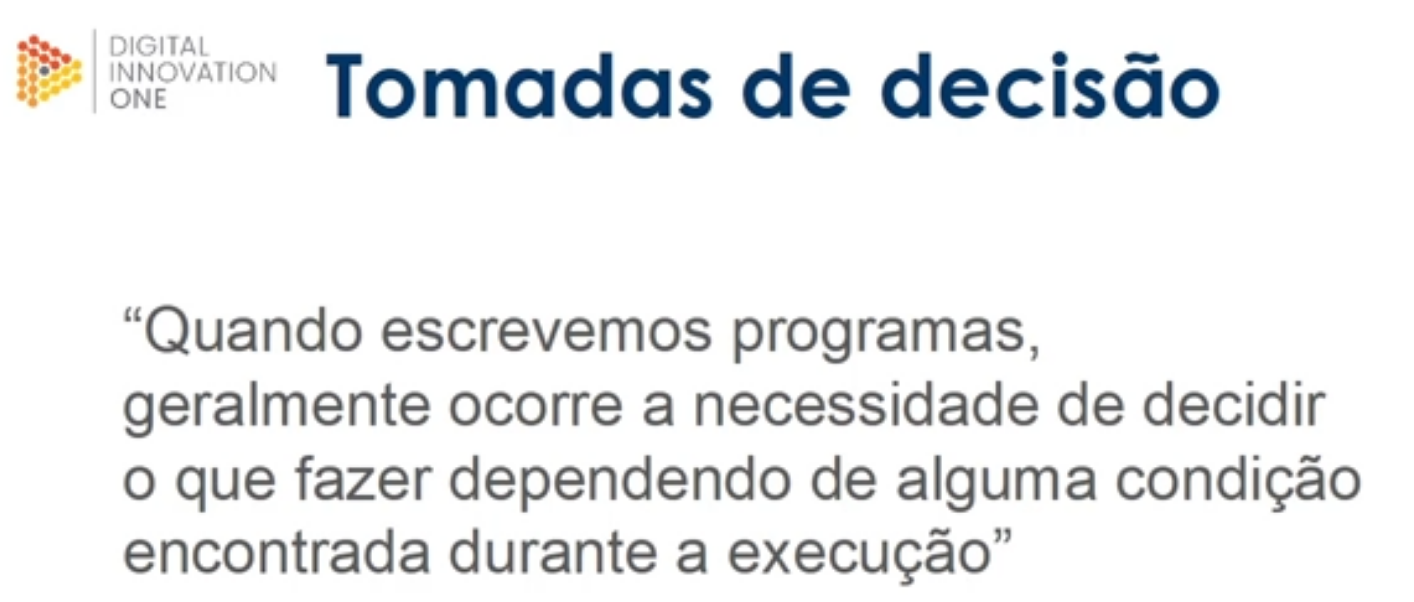 DIGITAL
INNOVATION
ONE
Tomadas de decisão
“Quando escrevemos programas,
geralmente ocorre a necessidade de decidir
o que fazer dependendo de alguma condição
encontrada durante a execução”